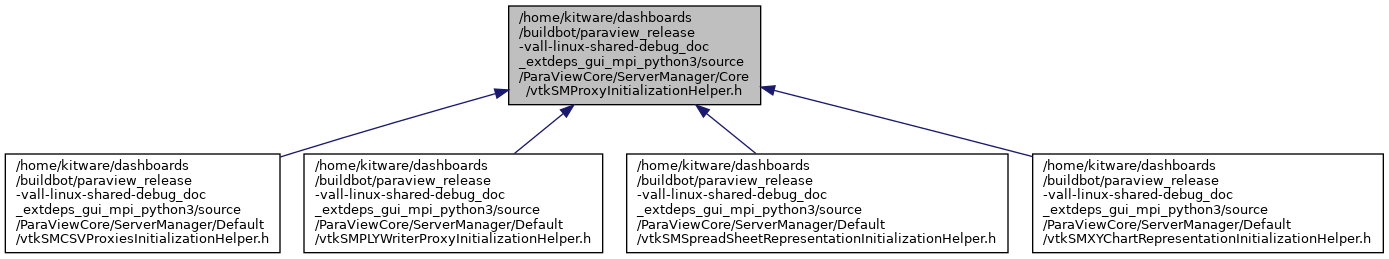 /home/kitware/dashboards
/buildbot/paraview_release
-vall-linux-shared-debug_doc
_extdeps_gui_mpi_python3/source
/ParaViewCore/ServerManager/Core
/vtkSMProxyInitializationHelper.h
/home/kitware/dashboards
/buildbot/paraview_release
-vall-linux-shared-debug_doc
_extdeps_gui_mpi_python3/source
/ParaViewCore/ServerManager/Default
/vtkSMCSVProxiesInitializationHelper.h
/home/kitware/dashboards
/buildbot/paraview_release
-vall-linux-shared-debug_doc
_extdeps_gui_mpi_python3/source
/ParaViewCore/ServerManager/Default
/vtkSMPLYWriterProxyInitializationHelper.h
/home/kitware/dashboards
/buildbot/paraview_release
-vall-linux-shared-debug_doc
_extdeps_gui_mpi_python3/source
/ParaViewCore/ServerManager/Default
/vtkSMSpreadSheetRepresentationInitializationHelper.h
/home/kitware/dashboards
/buildbot/paraview_release
-vall-linux-shared-debug_doc
_extdeps_gui_mpi_python3/source
/ParaViewCore/ServerManager/Default
/vtkSMXYChartRepresentationInitializationHelper.h